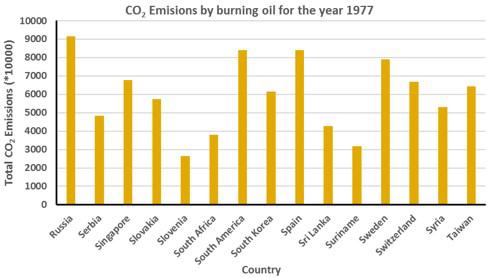 CO₂ Emisions by burning oil for the year 1977
Total CO₂ Emissions (*10000)
10000
9000
8000
7000
6000
5000
4000
3000
2000
1000
0
Russia
Serbia
Singapore
Slovakia
Slovenia
South Africa
South America
South Korea
Spain
Sri Lanka
Suriname
Sweden
Switzerland
Syria
Taiwan
Country